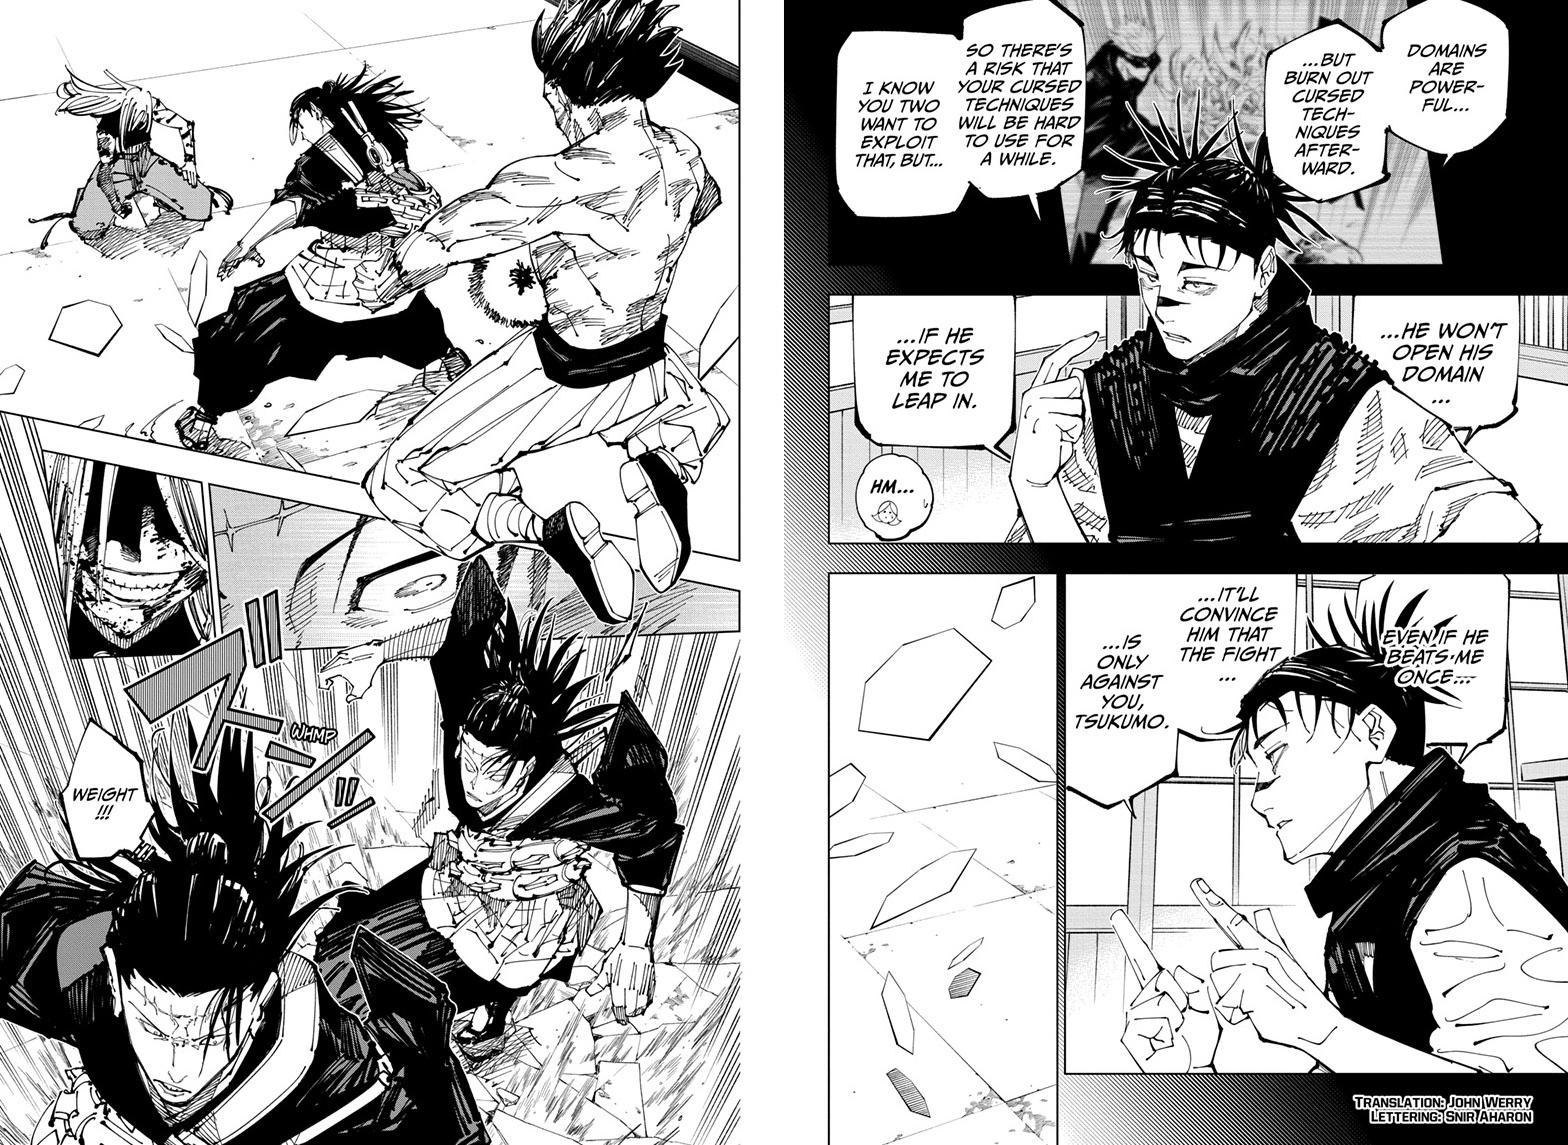 DOMAINS
ARE
POWER-
FUL...
...BUT
BURN OUT
CURSED
TECH-
NIQUES
AFTER-
WARD.
SO THERE'S
A RISK THAT
YOUR CURSED
TECHNIQUES
WILL BE HARD
TO USE FOR
A WHILE.
I KNOW
YOU TWO
WANT TO
EXPLOIT
THAT, BUT...
...HE WON'T
OPEN HIS
DOMAIN
...
...IF HE
EXPECTS
ME TO
LEAP IN.
HM...
EVEN IF HE
BEATS ME
ONCE...
...IT'LL
CONVINCE
HIM THAT
THE FIGHT
...
...IS
ONLY
AGAINST
YOU,
TSUKUMO.
TRANSLATION: JOHN WERRY
LETTERING: SNIR AHARON
WHMP
WEIGHT
!!!